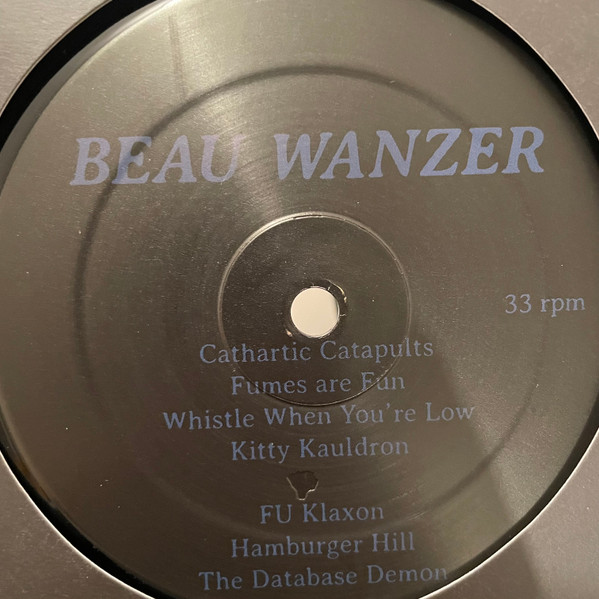 BEAU WANZER
33 rpm
Cathartic Catapults
Fumes are Fun
Whistle When You're Low
Kitty Kauldron
FU Klaxon
Hamburger Hill
The Database Demon